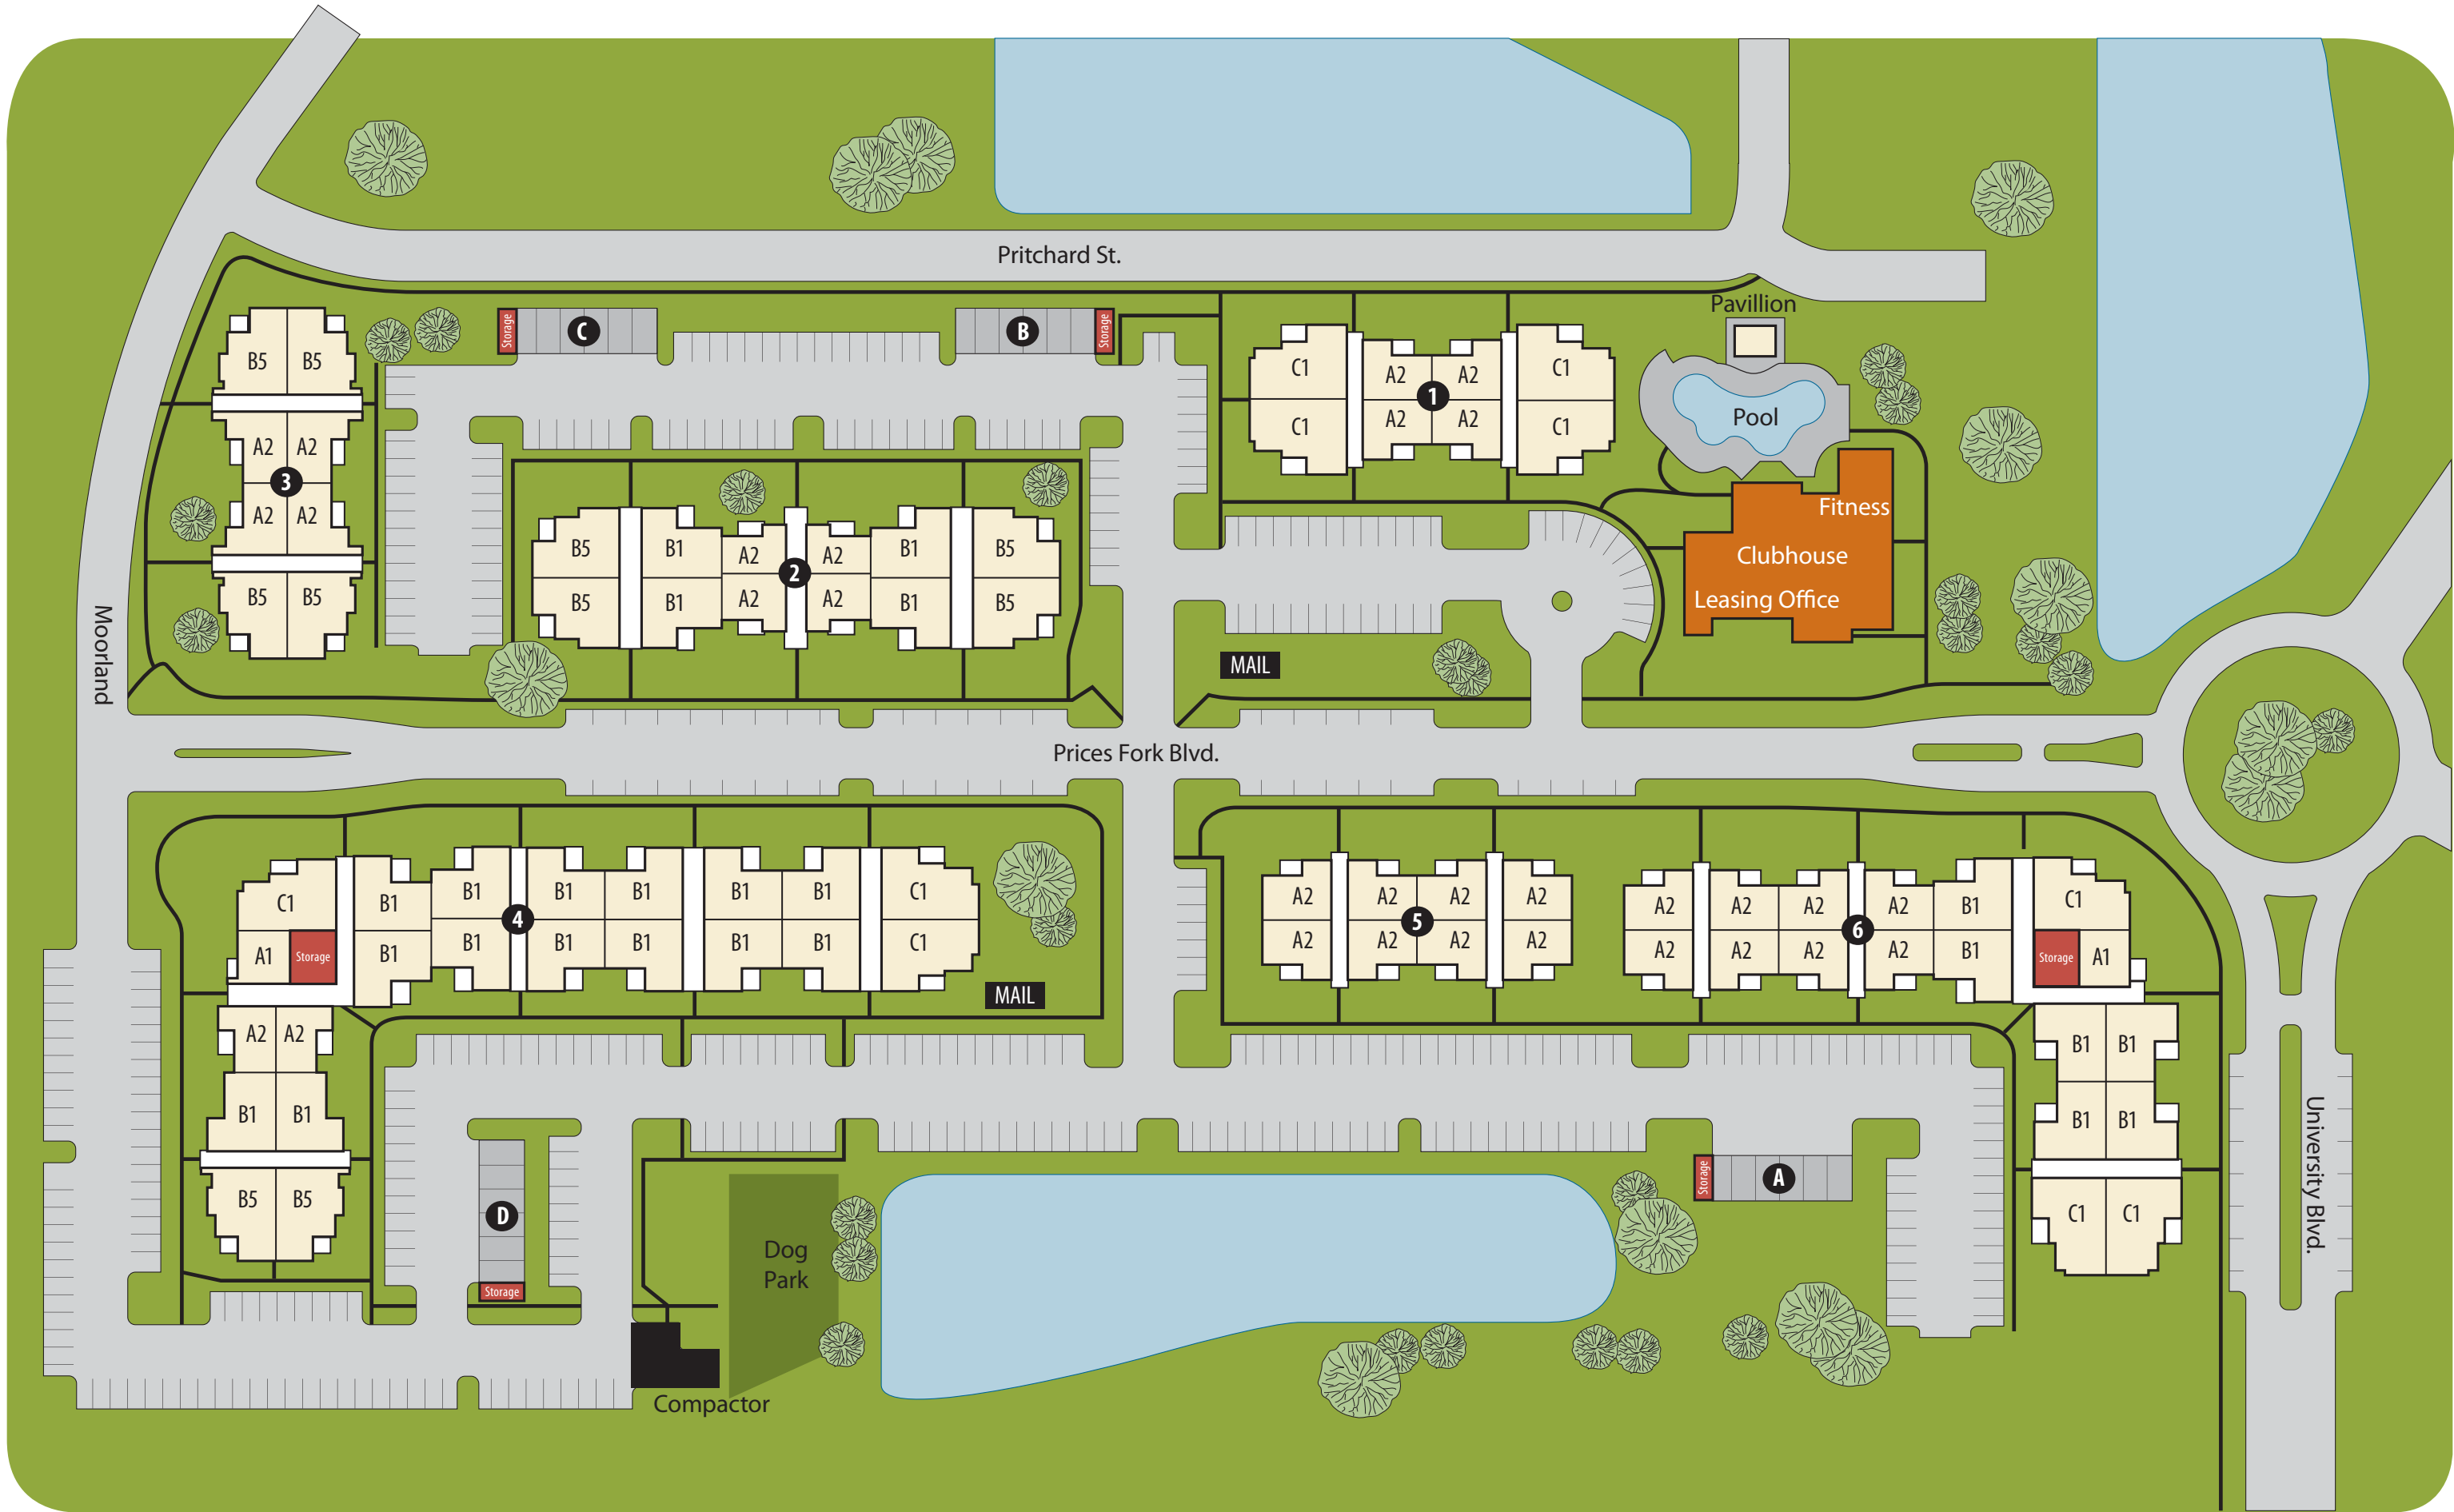 Pritchard St.
Pavillion
Storage
C
B
Storage
B5 B5
C1 A2 A2 C1
1
C1 A2 A2 C1
Pool
A2 A2
3
A2 A2
B5 B5
Fitness
Clubhouse
Leasing Office
B5 B1 A2 A2 B1 B5
2
B5 B1 A2 A2 B1 B5
Moorland
MAIL
Prices Fork Blvd.
C1 B1 B1 B1 B1 B1 B1 C1
4
A1 Storage B1 B1 B1 B1 B1 B1 C1
MAIL
A2 A2
B1 B1
B5 B5
A2 A2 A2 A2
5
A2 A2 A2 A2
A2 A2 A2 A2 B1 C1
6
A2 A2 A2 A2 B1 Storage A1
B1 B1
B1 B1
C1 C1
University Blvd.
Storage
A
D
Storage
Dog
Park
Compactor